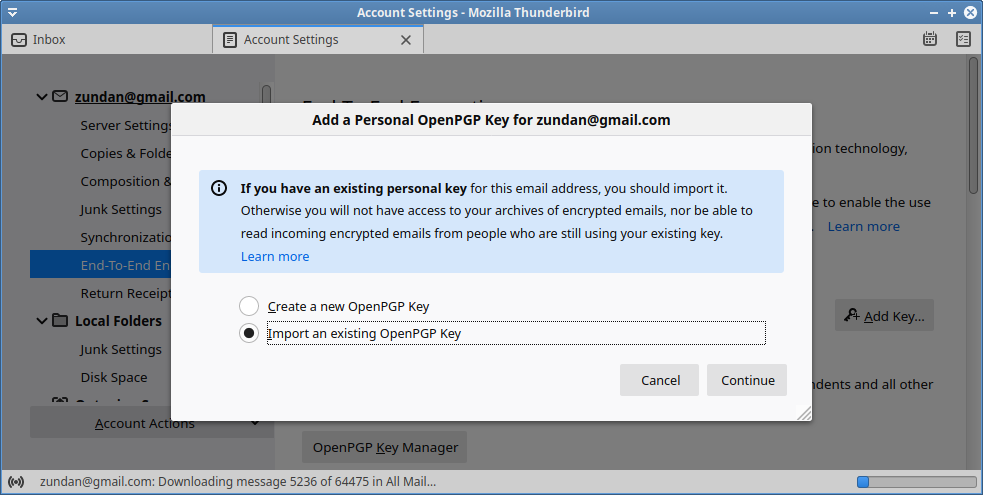 Account Settings - Mozilla Thunderbird
Inbox
Account Settings
zundan@gmail.com
Server Settings
Copies & Folde
Composition &
Junk Settings
Synchronizatio
End-To-End En
Return Receipt
Local Folders
Junk Settings
Disk Space
Account Actions
Add a Personal OpenPGP Key for zundan@gmail.com
If you have an existing personal key for this email address, you should import it.
Otherwise you will not have access to your archives of encrypted emails, nor be able to
read incoming encrypted emails from people who are still using your existing key.
Learn more
Create a new OpenPGP Key
Import an existing OpenPGP Key
Cancel
Continue
ion technology,
e to enable the use
Learn more
Add Key...
ndents and all other
OpenPGP Key Manager
zundan@gmail.com: Downloading message 5236 of 64475 in All Mail...